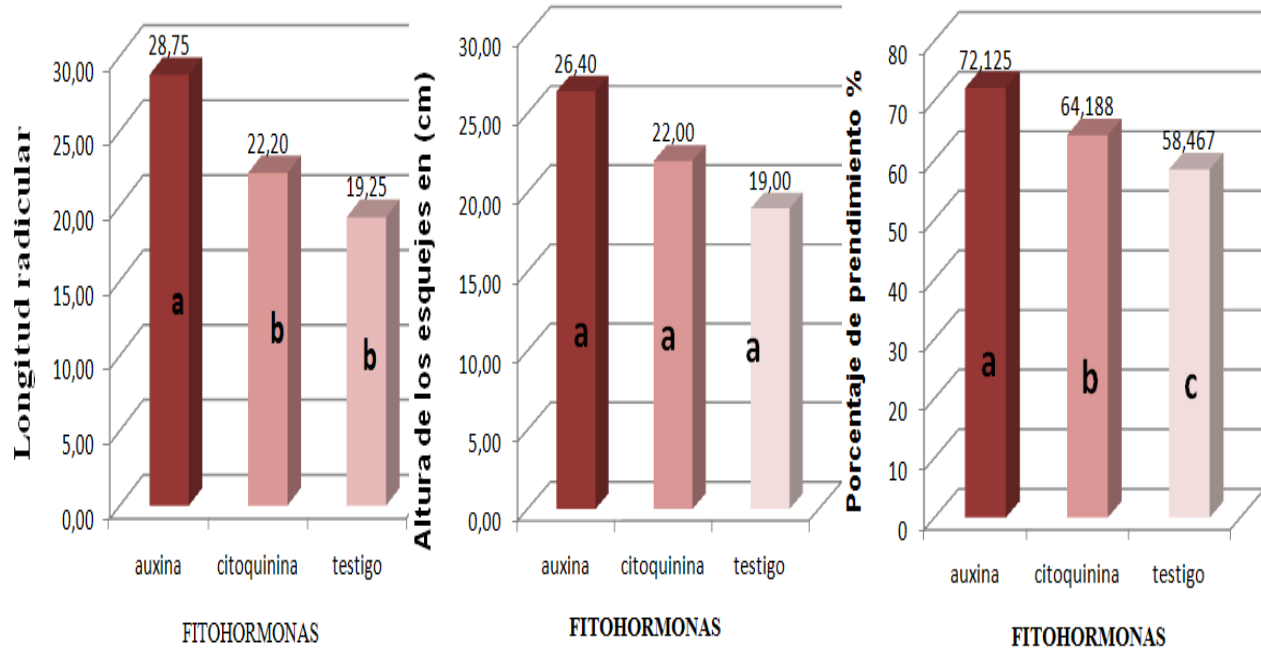 Longitud radicular
30,00
25,00
20,00
15,00
10,00
5,00
0,00
28,75
22,20
19,25
a
b
b
auxina citoquinina testigo
FITOHORMONAS
Altura de los esquejes en (cm)
30,00
25,00
20,00
15,00
10,00
5,00
0,00
26,40
22,00
19,00
a
a
a
auxina citoquinina testigo
FITOHORMONAS
Porcentaje de prendimiento %
80
70
60
50
40
30
20
10
0
72,125
64,188
58,467
a
b
c
auxina citoquinina testigo
FITOHORMONAS